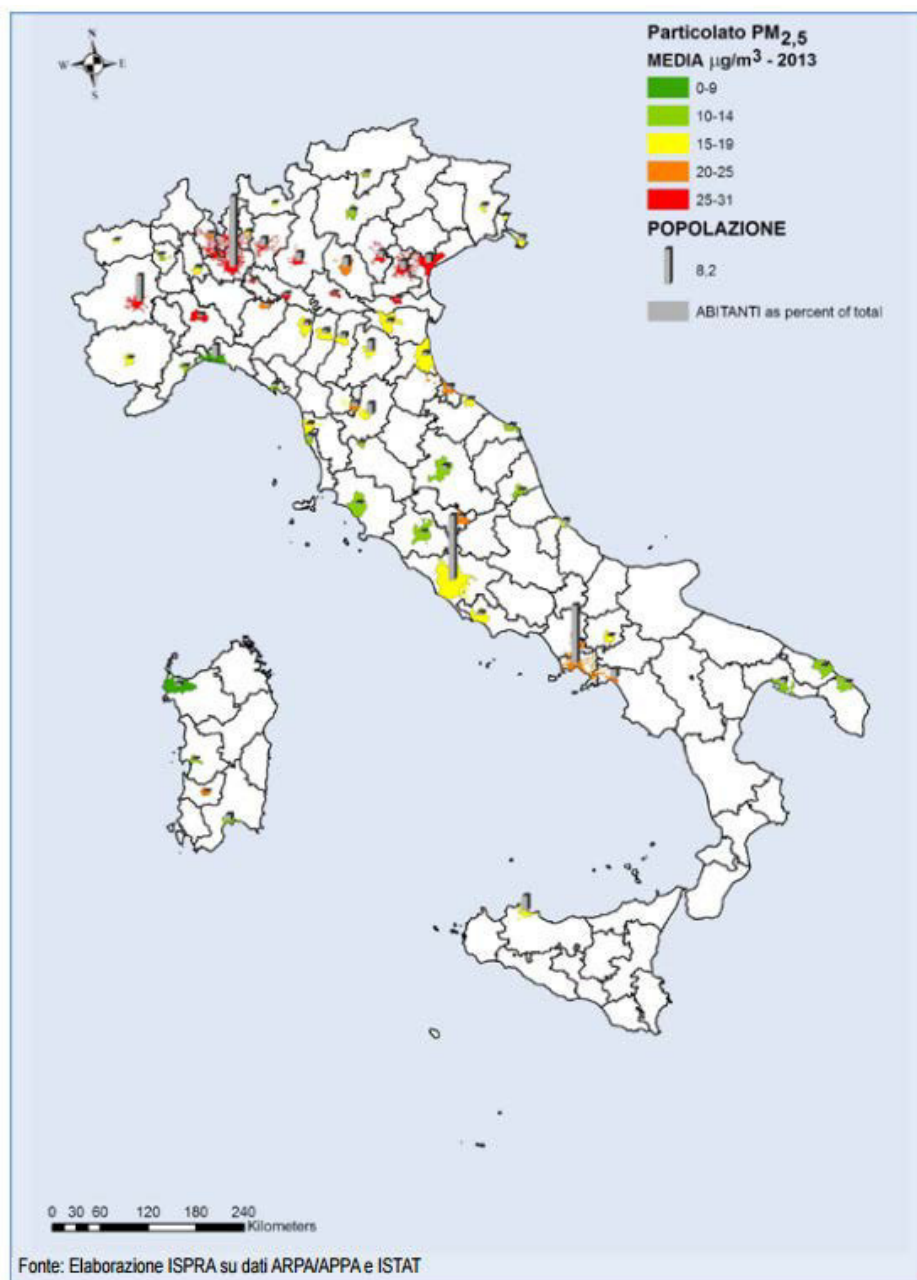 N
W E
S
Particolato PM2,5
MEDIA µg/m3 - 2013
0-9
10-14
15-19
20-25
25-31
POPOLAZIONE
8,2
ABITANTI as percent of total
0 30 60 120 180 240
Kilometers
Fonte: Elaborazione ISPRA su dati ARPA/APPA e ISTAT